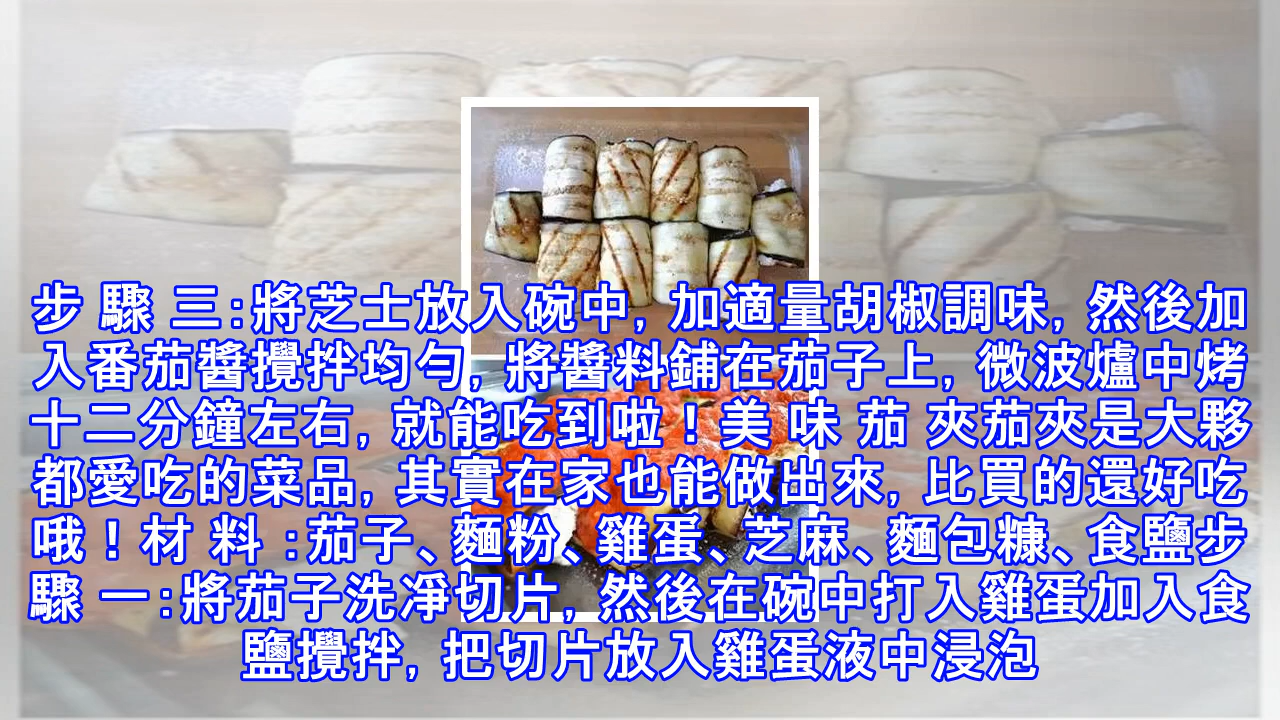 步 驟 三:將芝士放入碗中, 加適量胡椒調味, 然後加
入番茄醬攪拌均勻, 將醬料鋪在茄子上, 微波爐中烤
十二分鐘左右, 就能吃到啦！美 味 茄 夾茄夾是大夥
都愛吃的菜品, 其實在家也能做出來, 比買的還好吃
哦！材 料 :茄子、麵粉、雞蛋、芝麻、麵包糠、食鹽步
驟 一:將茄子洗凈切片, 然後在碗中打入雞蛋加入食
鹽攪拌, 把切片放入雞蛋液中浸泡